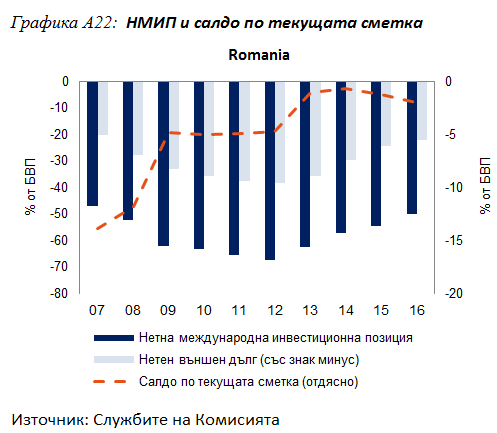 Графика А22: НМИП и салдо по текущата сметка
Romania
0
-10
-20
-30
-40
-50
-60
-70
-80
% от БВП
0
-5
-10
-15
-20
% от БВП
07 08 09 10 11 12 13 14 15 16
Нетна международна инвестиционна позиция
Нетен външен дълг (със знак минус)
Салдо по текущата сметка (отдясно)
Източник: Службите на Комисията